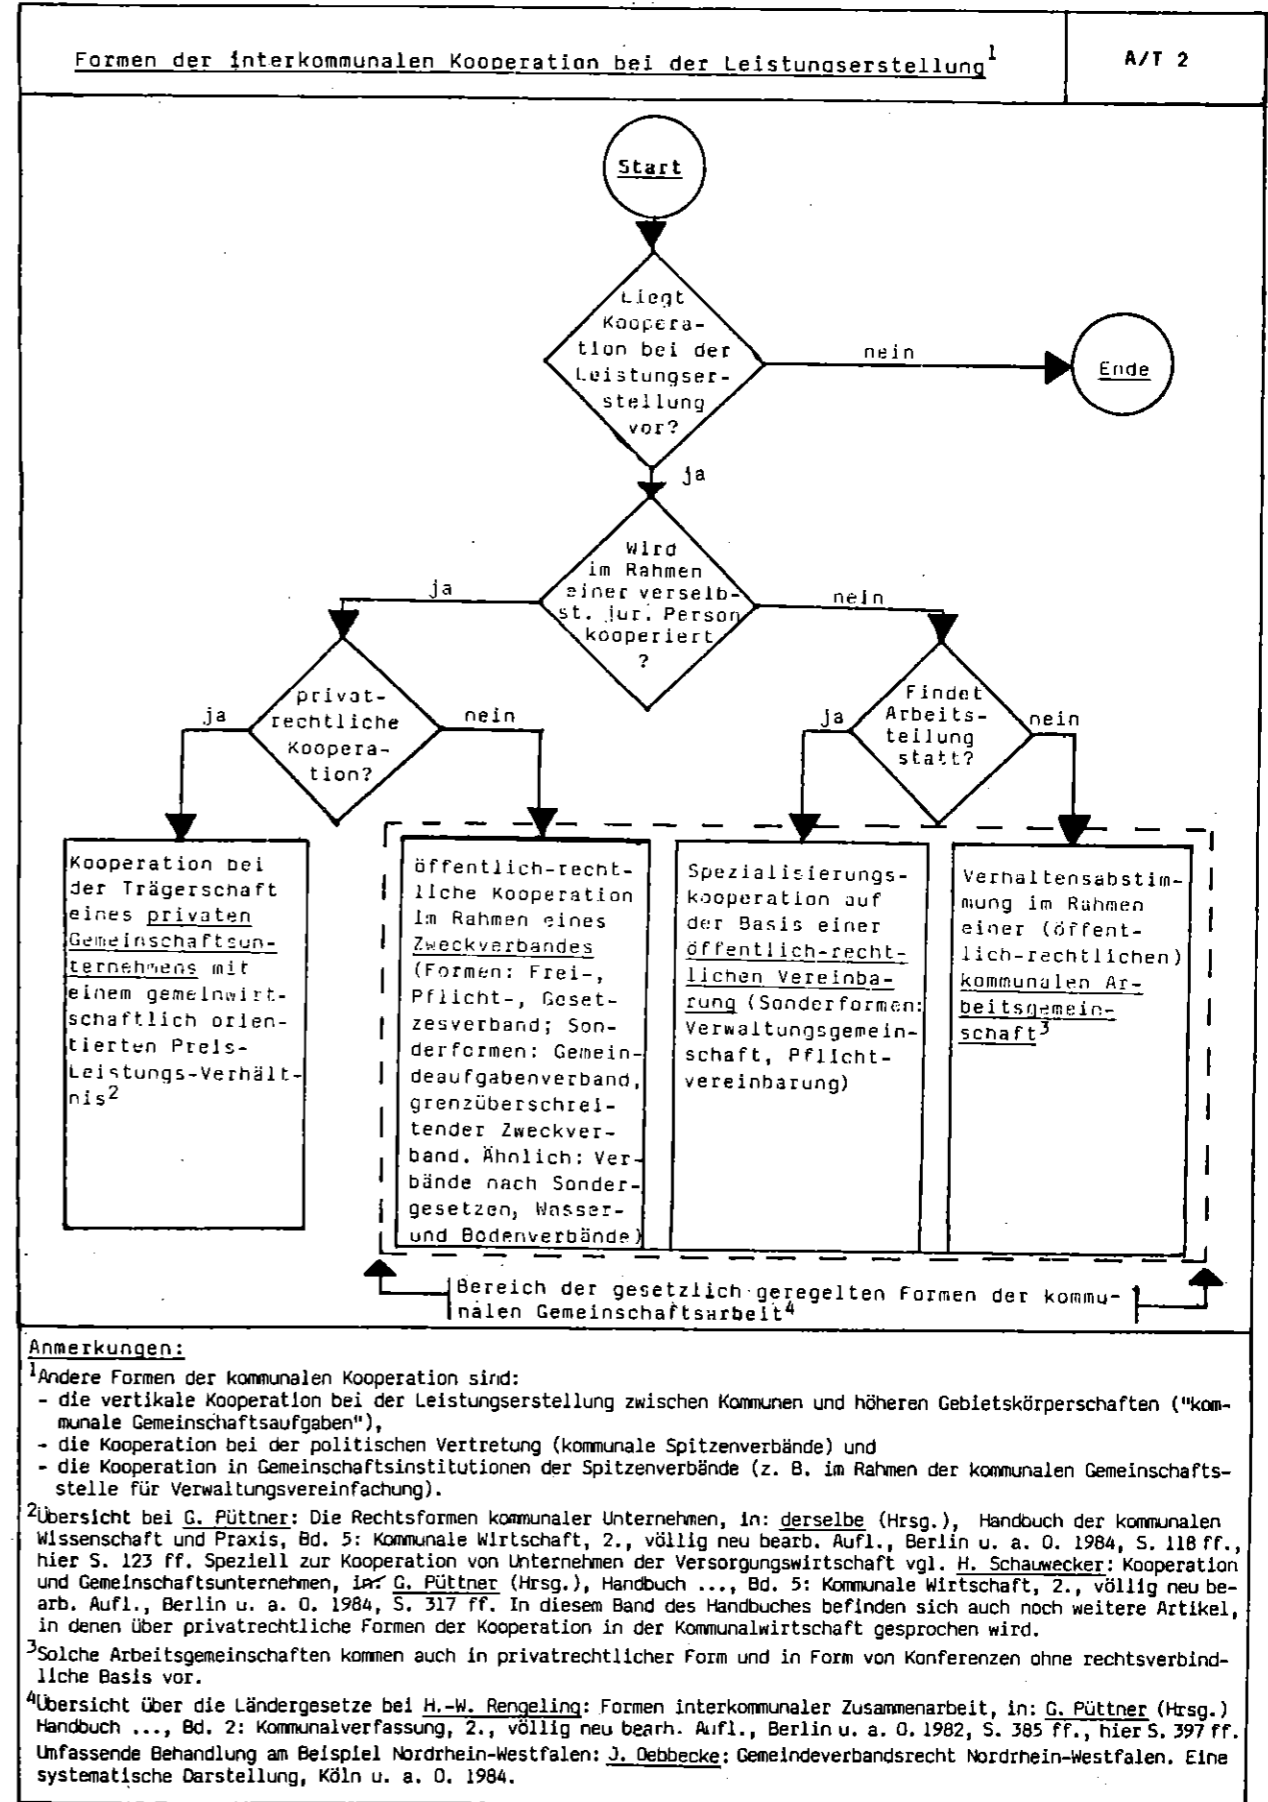 Formen der interkommunalen Kooperation bei der Leistungserstellung1
A/T 2
Start
Liegt
Koopera-
tion bei der
Leistungser-
stellung
vor?
nein
Ende
ja
Wird
im Rahmen
einer verselb-
st. jur. Person
kooperiert
?
ja
nein
privat-
rechtliche
Koopera-
tion?
ja
nein
Findet
Arbeits-
teilung
statt?
ja
nein
Kooperation bei
der Trägerschaft
eines privaten
Gemeinschaftsun-
ternehmens mit
einem gemeinwirt-
schaftlich orien-
tierten Preis-
Leistungs-Verhält-
nis2
öffentlich-recht-
liche Kooperation
im Rahmen eines
Zweckverbandes
(Formen: Frei-,
Pflicht-, Geset-
zesverband; Son-
derformen: Gemein-
deaufgabenverband,
grenzüberschrei-
tender Zweckver-
band. Ähnlich: Ver-
bände nach Sonder-
gesetzen, Wasser-
und Bodenverbände)
Spezialisierungs-
kooperation auf
der Basis einer
öffentlich-recht-
lichen Vereinba-
rung (Sonderformen:
Verwaltungsgemein-
schaft, Pflicht-
vereinbarung)
Verhaltensabstim-
mung im Rahmen
einer (öffent-
lich-rechtlichen)
kommunalen Ar-
beitsgemein-
schaft3
Bereich der gesetzlich geregelten Formen der kommu-
nalen Gemeinschaftsarbeit4
Anmerkungen:
1Andere Formen der kommunalen Kooperation sind:
- die vertikale Kooperation bei der Leistungserstellung zwischen Kommunen und höheren Gebietskörperschaften ("kom-
munale Gemeinschaftsaufgaben"),
- die Kooperation bei der politischen Vertretung (kommunale Spitzenverbände) und
- die Kooperation in Gemeinschaftsinstitutionen der Spitzenverbände (z. B. im Rahmen der kommunalen Gemeinschafts-
stelle für Verwaltungsvereinfachung).
2Übersicht bei G. Püttner: Die Rechtsformen kommunaler Unternehmen, in: derselbe (Hrsg.), Handbuch der kommunalen
Wissenschaft und Praxis, Bd. 5: Kommunale Wirtschaft, 2., völlig neu bearb. Aufl., Berlin u. a. O. 1984, S. 118 ff.,
hier S. 123 ff. Speziell zur Kooperation von Unternehmen der Versorgungswirtschaft vgl. H. Schauwecker: Kooperation
und Gemeinschaftsunternehmen, in: G. Püttner (Hrsg.), Handbuch ..., Bd. 5: Kommunale Wirtschaft, 2., völlig neu be-
arb. Aufl., Berlin u. a. O. 1984, S. 317 ff. In diesem Band des Handbuches befinden sich auch noch weitere Artikel,
in denen über privatrechtliche Formen der Kooperation in der Kommunalwirtschaft gesprochen wird.
3Solche Arbeitsgemeinschaften kommen auch in privatrechtlicher Form und in Form von Konferenzen ohne rechtsverbind-
liche Basis vor.
4Übersicht über die Ländergesetze bei H.-W. Rengeling: Formen interkommunaler Zusammenarbeit, in: G. Püttner (Hrsg.)
Handbuch ..., Bd. 2: Kommunalverfassung, 2., völlig neu bearb. Aufl., Berlin u. a. O. 1982, S. 385 ff., hier S. 397 ff.
Umfassende Behandlung am Beispiel Nordrhein-Westfalen: J. Oebbecke: Gemeindeverbandsrecht Nordrhein-Westfalen. Eine
systematische Darstellung, Köln u. a. O. 1984.